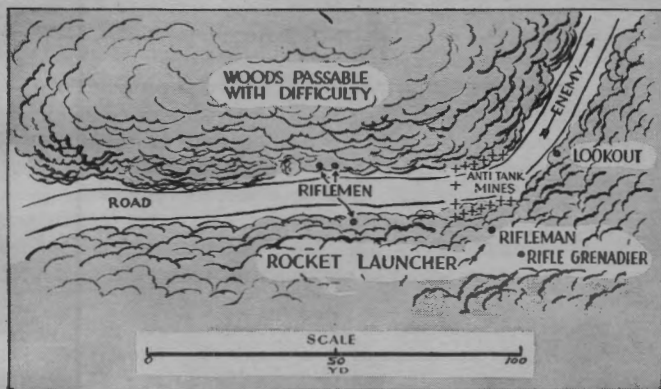 WOODS PASSABLE
WITH DIFFICULTY
ENEMY
LOOKOUT
ANTI TANK
MINES
RIFLEMEN
ROAD
RIFLEMAN
ROCKET LAUNCHER
RIFLE GRENADIER
SCALE
0 50 100
YD